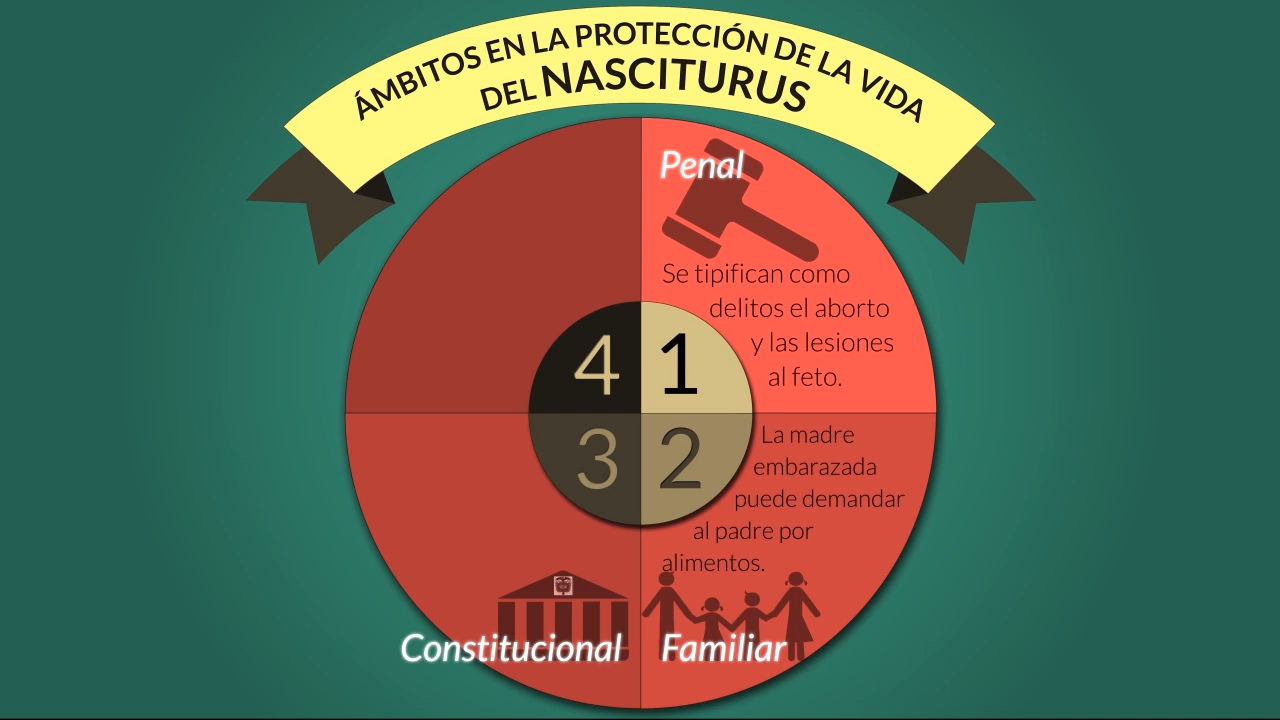 ÁMBITOS EN LA PROTECCIÓN DE LA VIDA
DEL NASCITURUS
Penal
Se tipifican como
delitos el aborto
y las lesiones
al feto.
4 1
3 2
La madre
embarazada
puede demandar
al padre por
alimentos.
Constitucional
Familiar